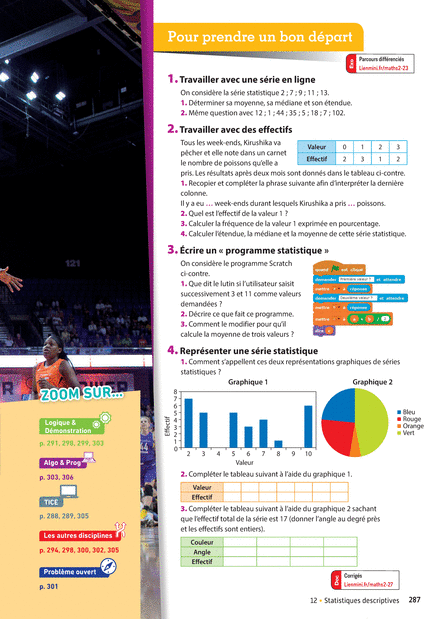 Pour prendre un bon départ
Exo
Parcours différenciés
Lienmini.fr/maths2-23
1. Travailler avec une série en ligne
On considère la série statistique 2 ; 7 ; 9 ; 11 ; 13.
1. Déterminer sa moyenne, sa médiane et son étendue.
2. Même question avec 12 ; 1 ; 44 ; 35 ; 5 ; 18 ; 7 ; 102.
2. Travailler avec des effectifs
Tous les week-ends, Kirushika va
pêcher et elle note dans un carnet
le nombre de poissons qu'elle a
pris. Les résultats après deux mois sont donnés dans le tableau ci-contre.
Valeur 0 1 2 3
Effectif 2 3 1 2
1. Recopier et compléter la phrase suivante afin d'interpréter la dernière
colonne.
Il y a eu … week-ends durant lesquels Kirushika a pris … poissons.
2. Quel est l'effectif de la valeur 1 ?
3. Calculer la fréquence de la valeur 1 exprimée en pourcentage.
4. Calculer l'étendue, la médiane et la moyenne de cette série statistique.
3. Écrire un « programme statistique »
On considère le programme Scratch
ci-contre.
1. Que dit le lutin si l'utilisateur saisit
successivement 3 et 11 comme valeurs
demandées ?
2. Décrire ce que fait ce programme.
3. Comment le modifier pour qu'il
calcule la moyenne de trois valeurs ?
quand est cliqué
demander Première valeur ? et attendre
mettre à réponse
demander Deuxième valeur ? et attendre
mettre à réponse
mettre à + / 2
dire
4. Représenter une série statistique
1. Comment s'appellent ces deux représentations graphiques de séries
statistiques ?
Graphique 1
Effectif
8
7
6
5
4
3
2
1
0
2 3 4 5 6 7 8 9 10
Valeur
Graphique 2
Bleu
Rouge
Orange
Vert
2. Compléter le tableau suivant à l'aide du graphique 1.
Valeur
Effectif
3. Compléter le tableau suivant à l'aide du graphique 2 sachant
que l'effectif total de la série est 17 (donner l'angle au degré près
et les effectifs sont entiers).
Couleur
Angle
Effectif
Doc
Corrigés
Lienmini.fr/maths2-27
ZOOM SUR...
Logique &
Démonstration
p. 291, 298, 299, 303
Algo & Prog
p. 303, 306
TICE
p. 288, 289, 305
Les autres disciplines
p. 294, 298, 300, 302, 305
Problème ouvert
p. 301
12 • Statistiques descriptives 287